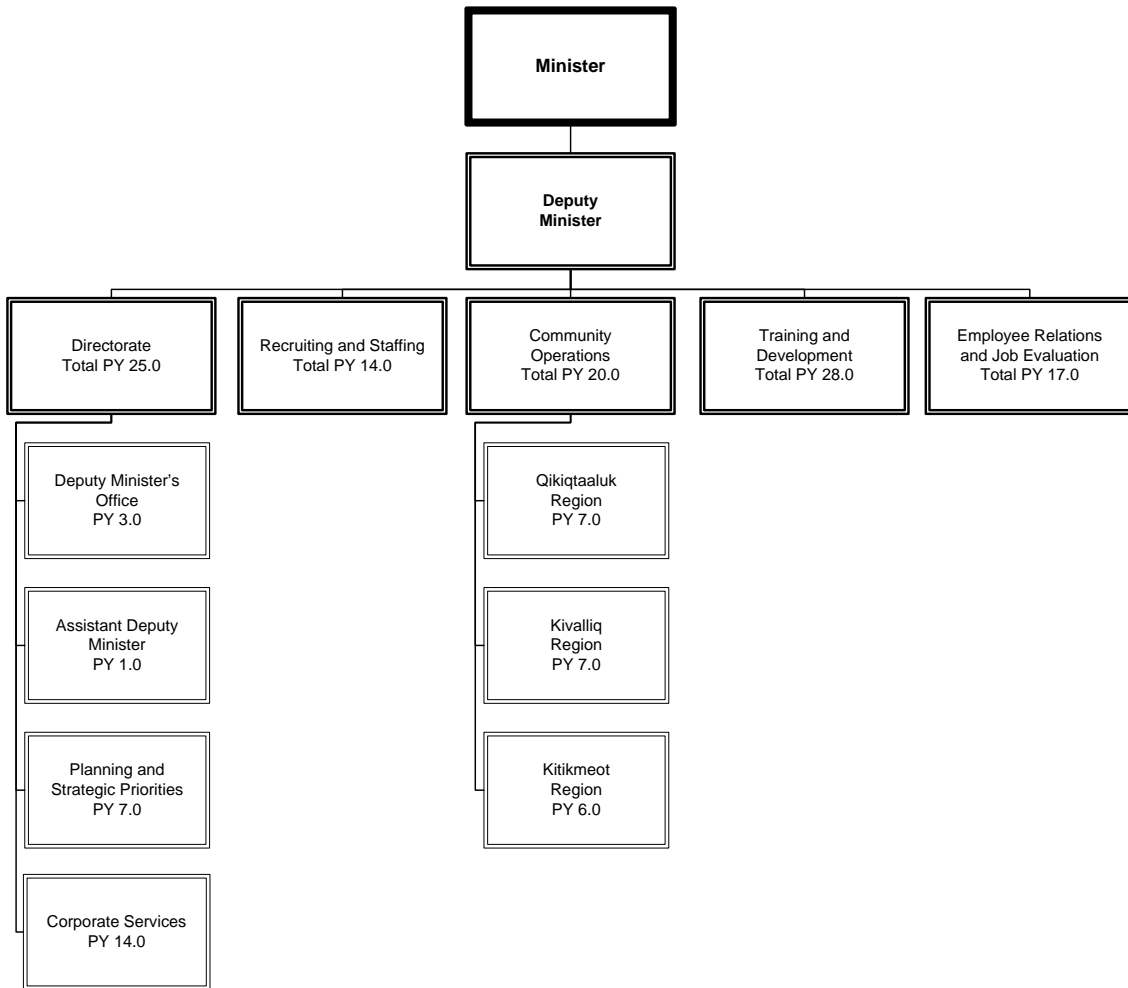 Minister
Deputy
Minister
Directorate
Total PY 25.0
Recruiting and Staffing
Total PY 14.0
Community
Operations
Total PY 20.0
Training and
Development
Total PY 28.0
Employee Relations
and Job Evaluation
Total PY 17.0
Deputy Minister’s
Office
PY 3.0
Assistant Deputy
Minister
PY 1.0
Planning and
Strategic Priorities
PY 7.0
Corporate Services
PY 14.0
Qikiqtaaluk
Region
PY 7.0
Kivalliq
Region
PY 7.0
Kitikmeot
Region
PY 6.0